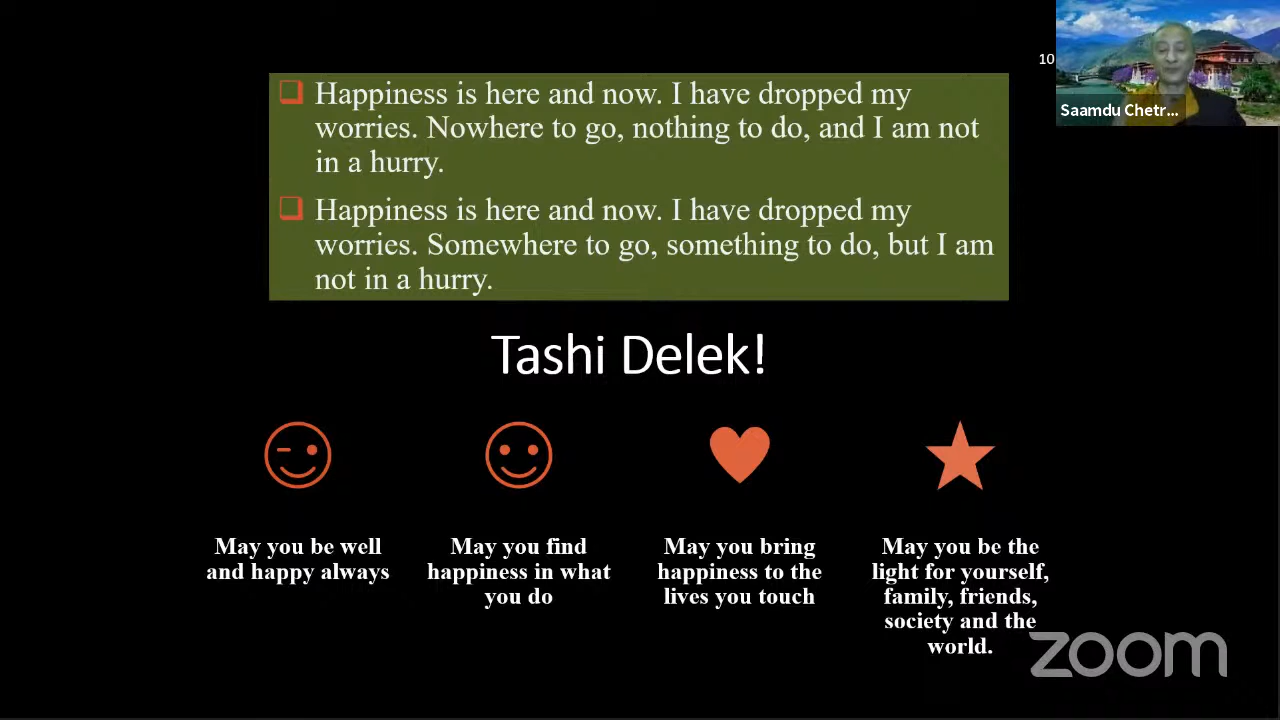 10
Saamdu Chetr...
Happiness is here and now. I have dropped my
worries. Nowhere to go, nothing to do, and I am not
in a hurry.
Happiness is here and now. I have dropped my
worries. Somewhere to go, something to do, but I am
not in a hurry.
Tashi Delek!
May you be well
and happy always
May you find
happiness in what
you do
May you bring
happiness to the
lives you touch
May you be the
light for yourself,
family, friends,
society and the
world.
zoom